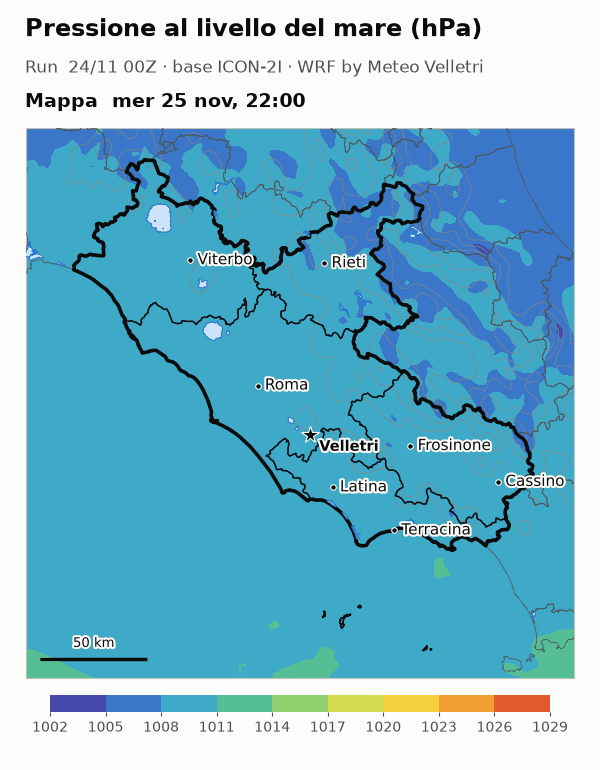 Pressione al livello del mare (hPa)
Run  24/11 00Z · base ICON-2I · WRF by Meteo Velletri
Mappa  mer 25 nov, 22:00
Viterbo
Rieti
Roma
Velletri
Frosinone
Latina
Cassino
Terracina
50 km
1002 1005 1008 1011 1014 1017 1020 1023 1026 1029